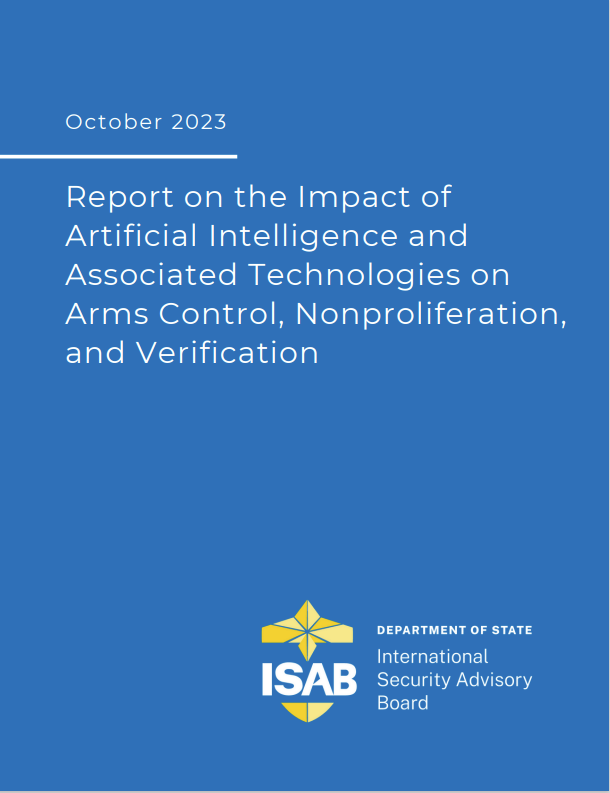 October 2023
Report on the Impact of
Artificial Intelligence and
Associated Technologies on
Arms Control, Nonproliferation,
and Verification
ISAB
DEPARTMENT OF STATE
International
Security Advisory
Board